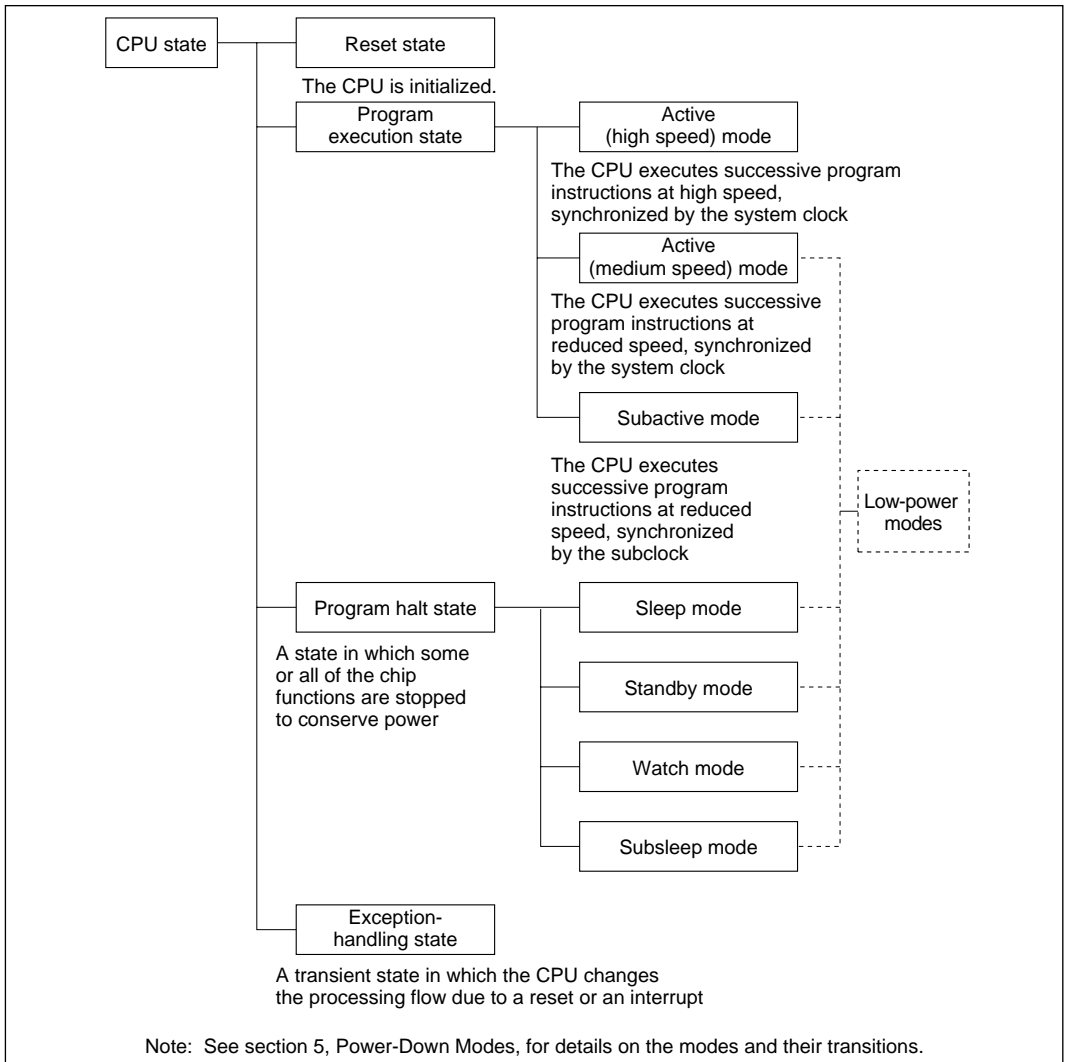 CPU state
Reset state
The CPU is initialized.
Program
execution state
Active
(high speed) mode
The CPU executes successive program
instructions at high speed,
synchronized by the system clock
Active
(medium speed) mode
The CPU executes successive
program instructions at
reduced speed, synchronized
by the system clock
Subactive mode
The CPU executes
successive program
instructions at reduced
speed, synchronized
by the subclock
Low-power
modes
Program halt state
A state in which some
or all of the chip
functions are stopped
to conserve power
Sleep mode
Standby mode
Watch mode
Subsleep mode
Exception-
handling state
A transient state in which the CPU changes
the processing flow due to a reset or an interrupt
Note: See section 5, Power-Down Modes, for details on the modes and their transitions.